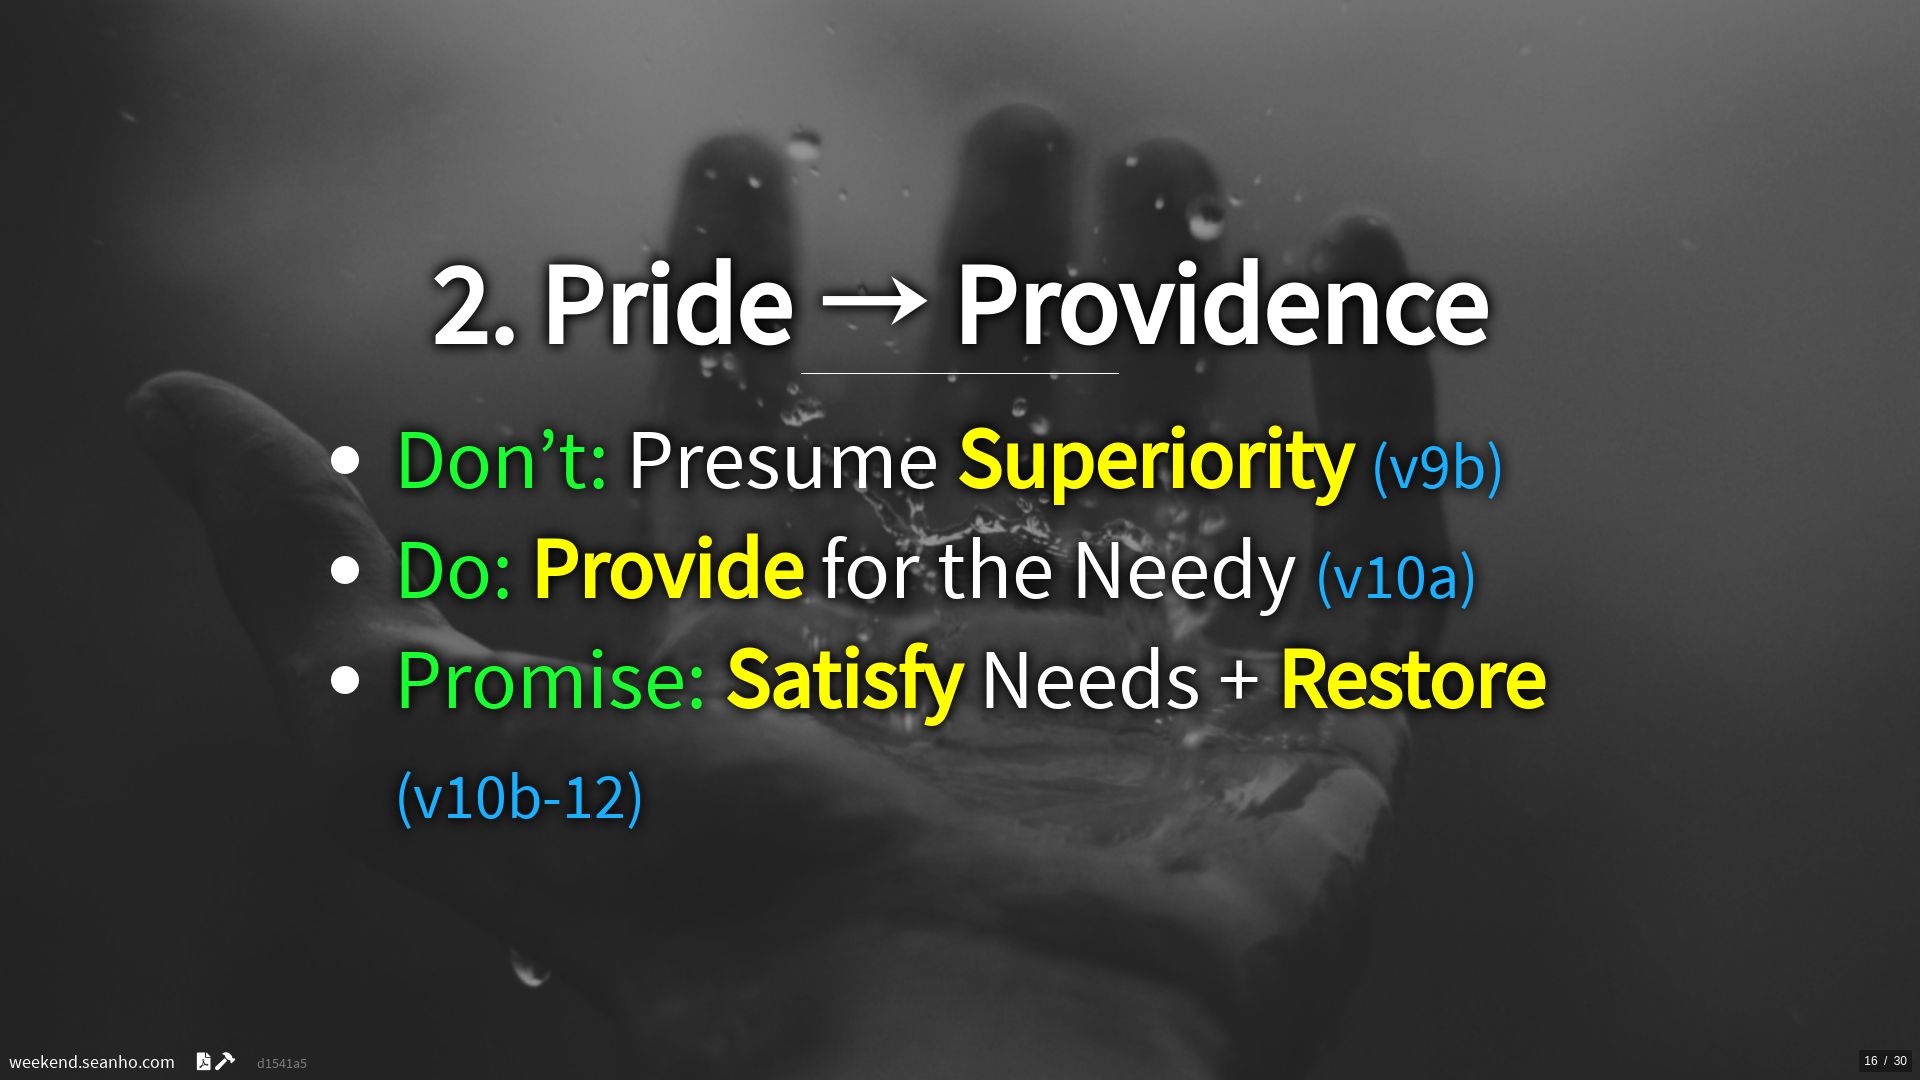 2. Pride → Providence
• Don’t: Presume Superiority (v9b)
• Do: Provide for the Needy (v10a)
• Promise: Satisfy Needs + Restore
(v10b-12)
weekend.seanho.com d1541a5
16 / 30